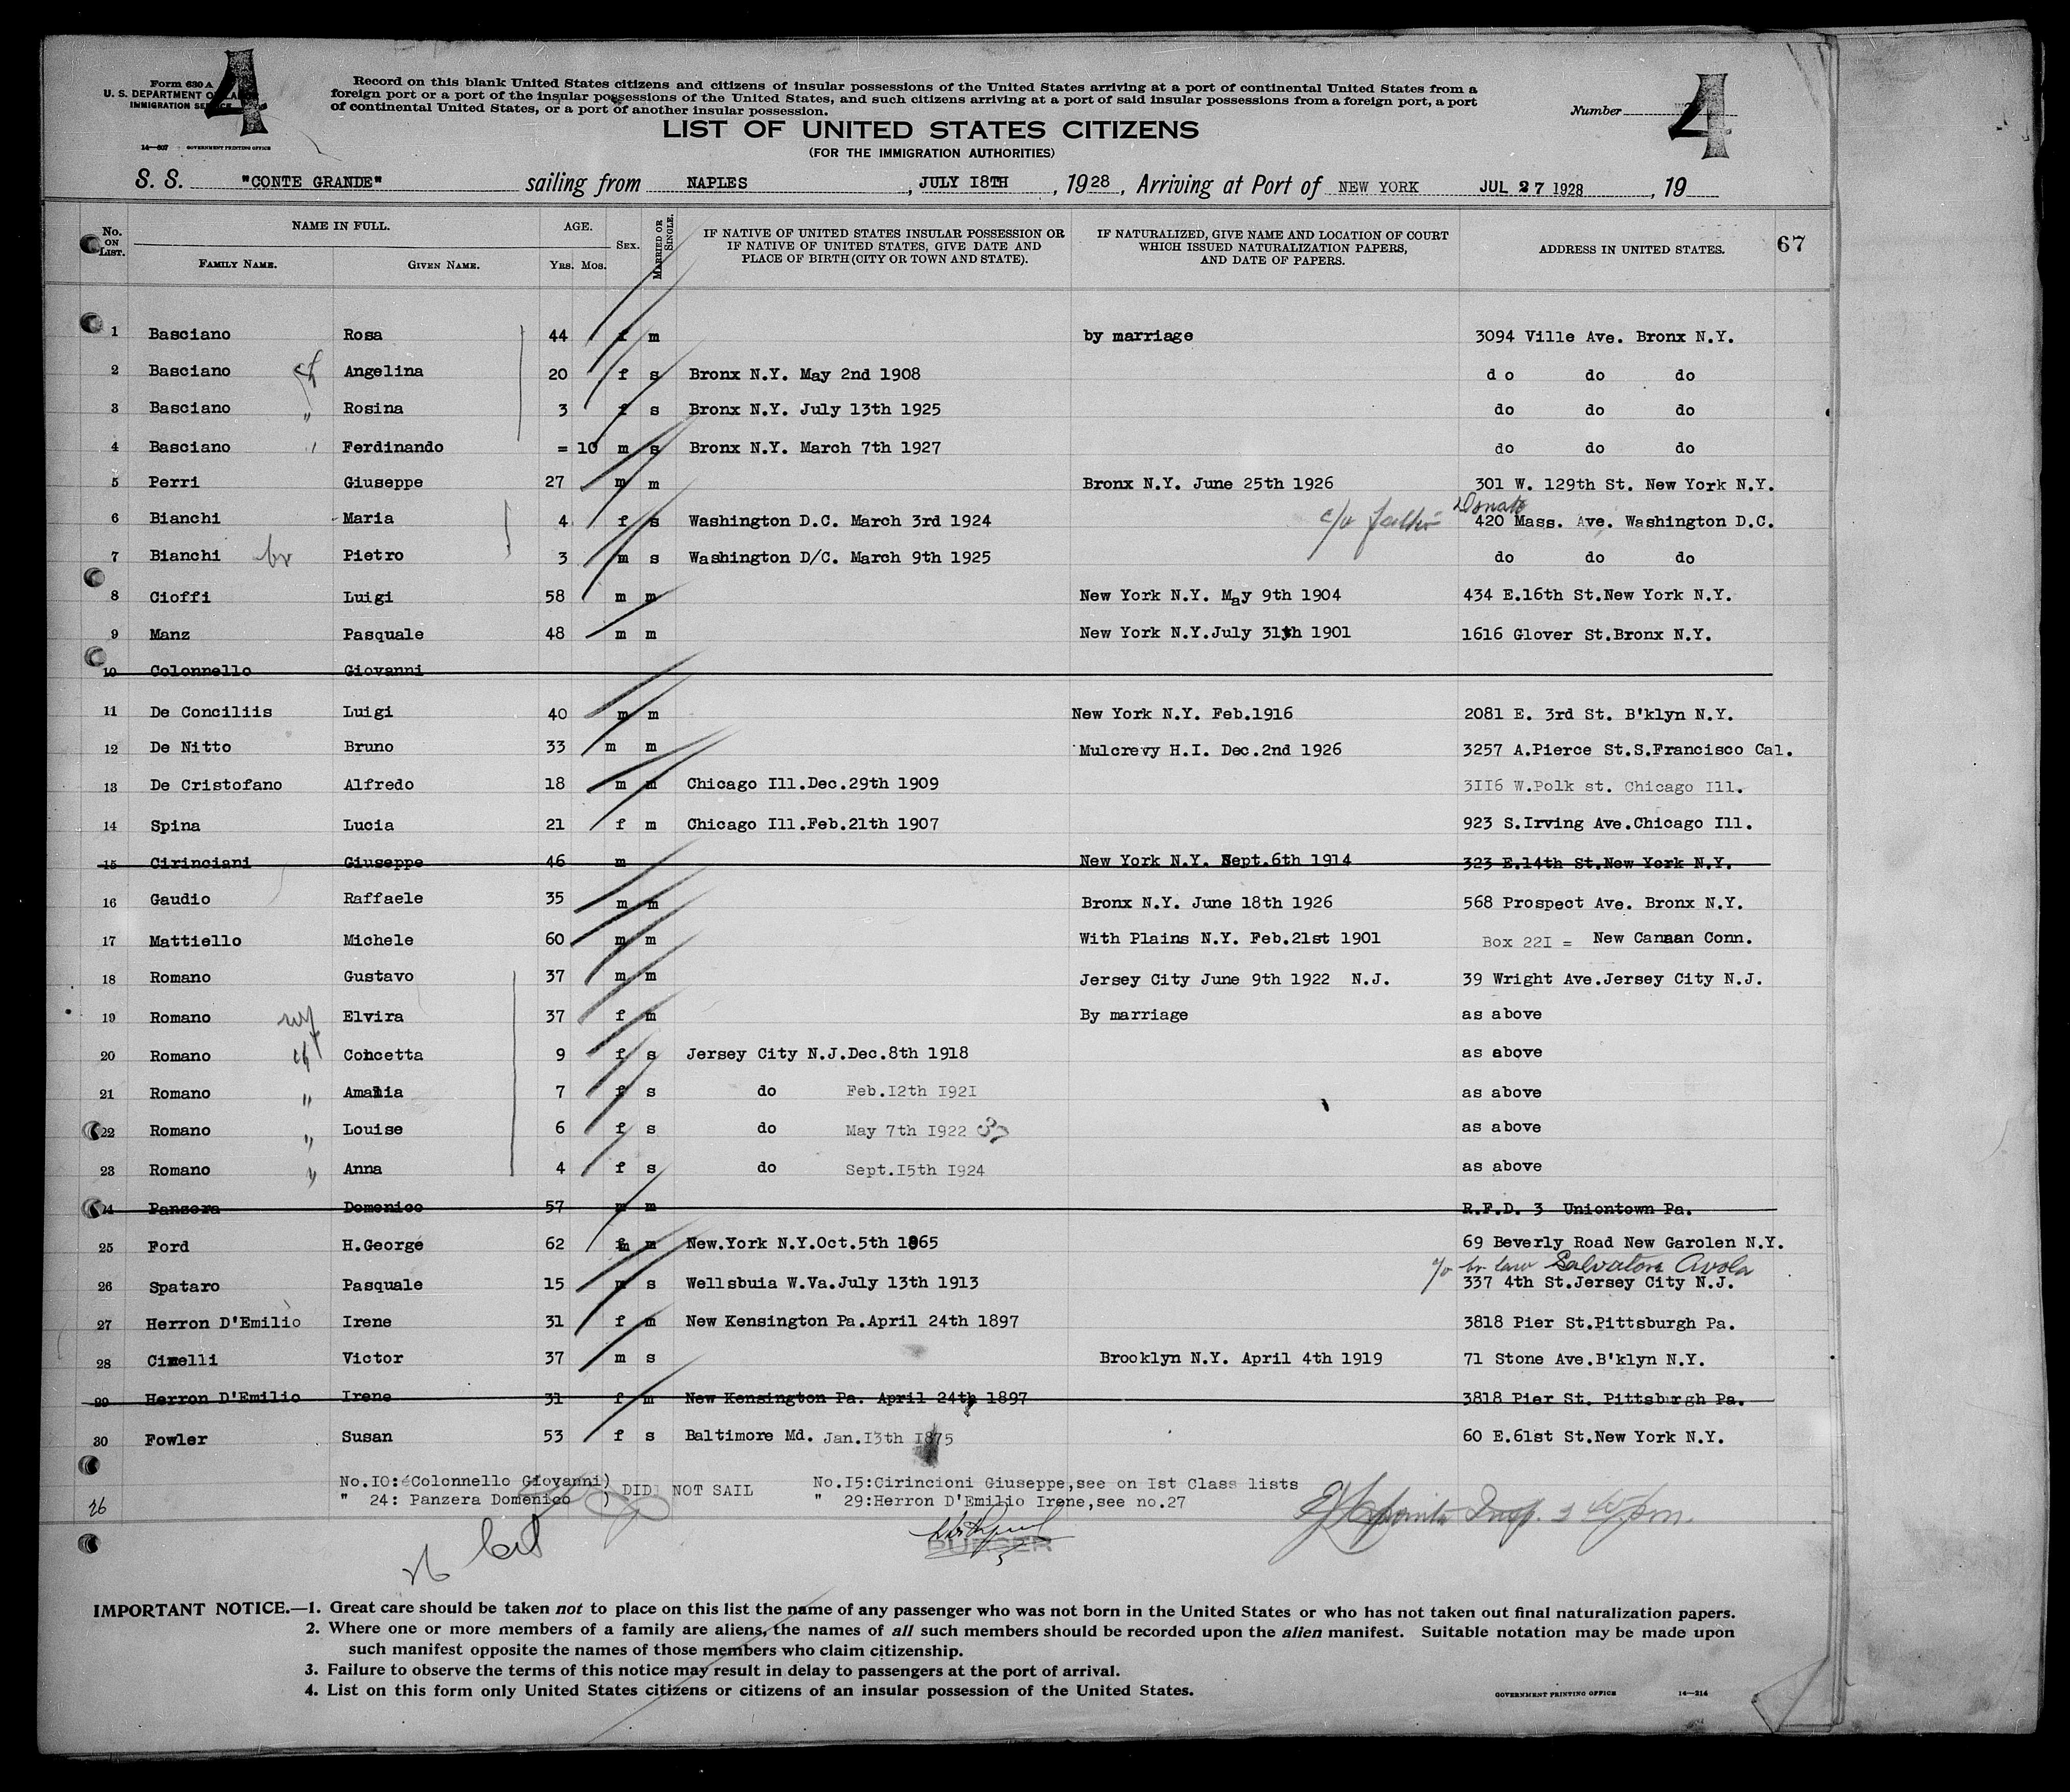 4
Form 630 A
U. S. DEPARTMENT OF LABOR
IMMIGRATION SERVICE
14—607 GOVERNMENT PRINTING OFFICE
Record on this blank United States citizens and citizens of insular possessions of the United States arriving at a port of continental United States from a
foreign port or a port of the insular possessions of the United States, and such citizens arriving at a port of said insular possessions from a foreign port, a port
of continental United States, or a port of another insular possession.
Number 4
LIST OF UNITED STATES CITIZENS
(FOR THE IMMIGRATION AUTHORITIES)
S. S. "CONTE GRANDE" sailing from NAPLES, JULY I8TH, 1928, Arriving at Port of NEW YORK JUL 27 1928, 19
No. ON LIST. NAME IN FULL. FAMILY NAME. GIVEN NAME. AGE. YRS. MOS. SEX. MARRIED OR SINGLE. IF NATIVE OF UNITED STATES INSULAR POSSESSION OR IF NATIVE OF UNITED STATES, GIVE DATE AND PLACE OF BIRTH (CITY OR TOWN AND STATE). IF NATURALIZED, GIVE NAME AND LOCATION OF COURT WHICH ISSUED NATURALIZATION PAPERS, AND DATE OF PAPERS. ADDRESS IN UNITED STATES. 67
1 Basciano Rosa 44 f m by marriage 3094 Ville Ave. Bronx N.Y.
2 Basciano ch Angelina 20 f s Bronx N.Y. May 2nd 1908 d o do do
3 Basciano " Rosina 3 f s Bronx N.Y. July 13th 1925 do do do
4 Basciano " Ferdinando = 10 m s Bronx N.Y. March 7th 1927 do do do
5 Perri Giuseppe 27 m m Bronx N.Y. June 25th 1926 301 W. 129th St. New York N.Y.
6 Bianchi Maria 4 f s Washington D.C. March 3rd 1924 c/o father Donato 420 Mass. Ave. Washington D.C.
7 Bianchi br Pietro 3 m s Washington D/C. March 9th 1925 do do do
8 Cioffi Luigi 58 m m New York N.Y. May 9th 1904 434 E.16th St.New York N.Y.
9 Manz Pasquale 48 m m New York N.Y.July 31th 1901 1616 Glover St.Bronx N.Y.
10 Colonnello Giovanni
11 De Conciliis Luigi 40 m m New York N.Y. Feb.1916 2081 E. 3rd St. B'klyn N.Y.
12 De Nitto Bruno 33 m m Mulcrevy H.I. Dec.2nd 1926 3257 A.Pierce St.S.Francisco Cal.
13 De Cristofano Alfredo 18 m m Chicago Ill.Dec.29th 1909 3II6 W.Polk st. Chicago Ill.
14 Spina Lucia 21 f m Chicago Ill.Feb.21th 1907 923 S.Irving Ave.Chicago Ill.
15 Cirinciani Giuseppe 46 m New York N.Y. Sept.6th 1914 323 E.14th St.New York N.Y.
16 Gaudio Raffaele 35 m m Bronx N.Y. June 18th 1926 568 Prospect Ave. Bronx N.Y.
17 Mattiello Michele 60 m m With Plains N.Y. Feb.21st 1901 Box 22I = New Canaan Conn.
18 Romano Gustavo 37 m m Jersey City June 9th 1922 N.J. 39 Wright Ave.Jersey City N.J.
19 Romano wf Elvira 37 f m By marriage as above
20 Romano ch Concetta 9 f s Jersey City N.J.Dec.8th 1918 as above
21 Romano " Amalia 7 f s do Feb.I2th I92I as above
22 Romano " Louise 6 f s do May 7th I922 as above
23 Romano " Anna 4 f s do Sept.I5th I924 as above
24 Panzera Domenico 57 m m R.F.D. 3 Uniontown Pa.
25 Ford H.George 62 m m New.York N.Y.Oct.5th 1865 69 Beverly Road New Garolen N.Y.
c/o br law Salvatore Avola
26 Spataro Pasquale 15 m s Wellsbuia W.Va.July 13th 1913 337 4th St.Jersey City N.J.
27 Herron D'Emilio Irene 31 f m New Kensington Pa.April 24th 1897 3818 Pier St.Pittsburgh Pa.
28 Cimelli Victor 37 m s Brooklyn N.Y. April 4th 1919 71 Stone Ave.B'klyn N.Y.
29 Herron D'Emilio Irene 31 f m New Kensington Pa. April 24th 1897 3818 Pier St. Pittsburgh Pa.
30 Fowler Susan 53 f s Baltimore Md. Jan.I3th I875 60 E.61st St.New York N.Y.
No.IO: Colonnello Giovanni) DID NOT SAIL No.I5:Cirincioni Giuseppe,see on Ist Class lists
" 24: Panzera Domenico ) " 29:Herron D'Emilio Irene,see no.27
26
BURGER
IMPORTANT NOTICE.—1. Great care should be taken not to place on this list the name of any passenger who was not born in the United States or who has not taken out final naturalization papers.
2. Where one or more members of a family are aliens, the names of all such members should be recorded upon the alien manifest. Suitable notation may be made upon
such manifest opposite the names of those members who claim citizenship.
3. Failure to observe the terms of this notice may result in delay to passengers at the port of arrival.
4. List on this form only United States citizens or citizens of an insular possession of the United States.
GOVERNMENT PRINTING OFFICE 14—214